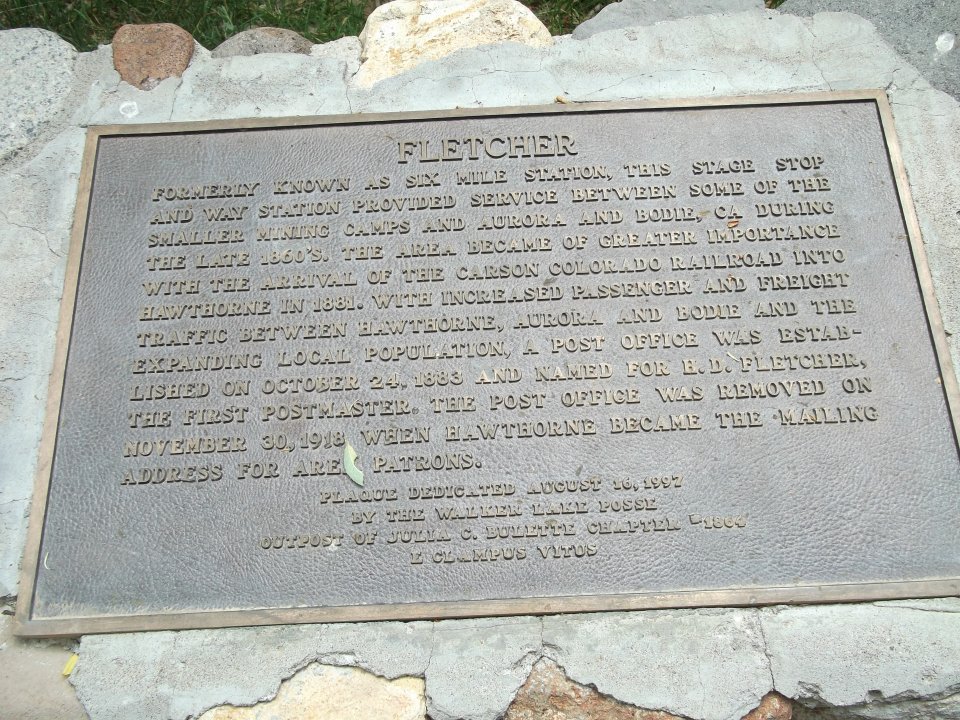 FLETCHER
FORMERLY KNOWN AS SIX MILE STATION, THIS STAGE STOP
AND WAY STATION PROVIDED SERVICE BETWEEN SOME OF THE
SMALLER MINING CAMPS AND AURORA AND BODIE, CA DURING
THE LATE 1860'S. THE AREA BECAME OF GREATER IMPORTANCE
WITH THE ARRIVAL OF THE CARSON COLORADO RAILROAD INTO
HAWTHORNE IN 1881. WITH INCREASED PASSENGER AND FREIGHT
TRAFFIC BETWEEN HAWTHORNE, AURORA AND BODIE AND THE
EXPANDING LOCAL POPULATION, A POST OFFICE WAS ESTAB-
LISHED ON OCTOBER 24, 1883 AND NAMED FOR H. D. FLETCHER,
THE FIRST POSTMASTER. THE POST OFFICE WAS REMOVED ON
NOVEMBER 30, 1918 WHEN HAWTHORNE BECAME THE MAILING
ADDRESS FOR AREA PATRONS.
PLAQUE DEDICATED AUGUST 16, 1997
BY THE WALKER LAKE POSSE
OUTPOST OF JULIA C. BULETTE CHAPTER #1864
E CLAMPUS VITUS